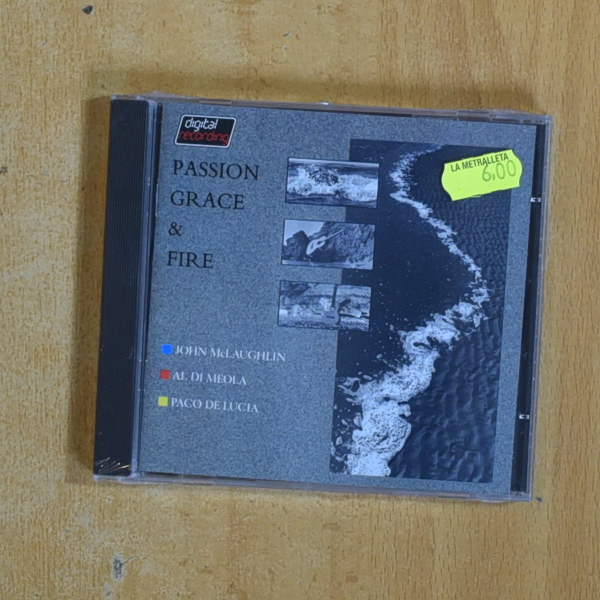 digital
recording
PASSION
GRACE
&
FIRE
LA METRALLETA
6,00
JOHN McLAUGHLIN
AL DI MEOLA
PACO DE LUCIA